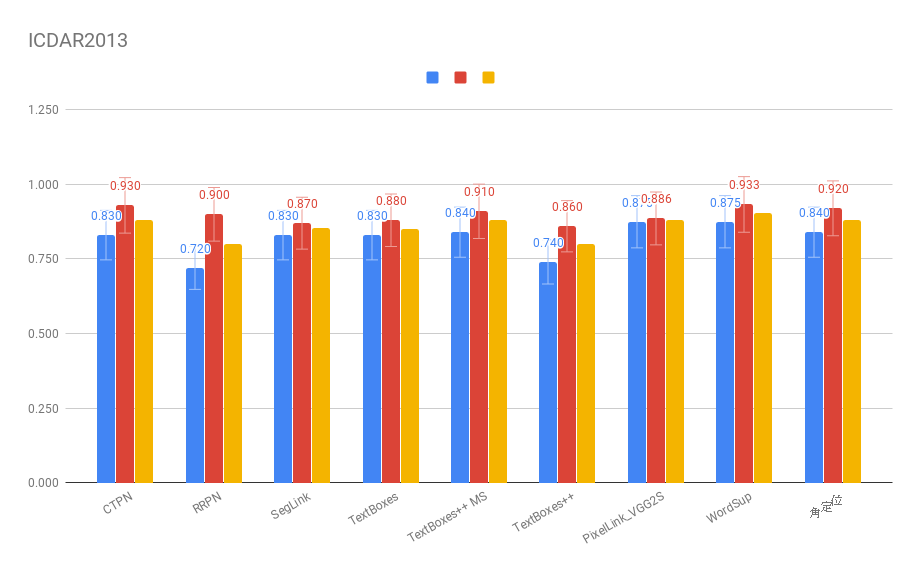 ICDAR2013
1.250
1.000
0.750
0.500
0.250
0.000
0.830
0.930
0.720
0.900
0.830
0.870
0.830
0.880
0.840
0.910
0.740
0.860
0.886
0.875
0.933
0.840
0.920
CTPN
RRPN
SegLink
TextBoxes
TextBoxes++ MS
TextBoxes++
PixelLink_VGG2S
WordSup
角定位